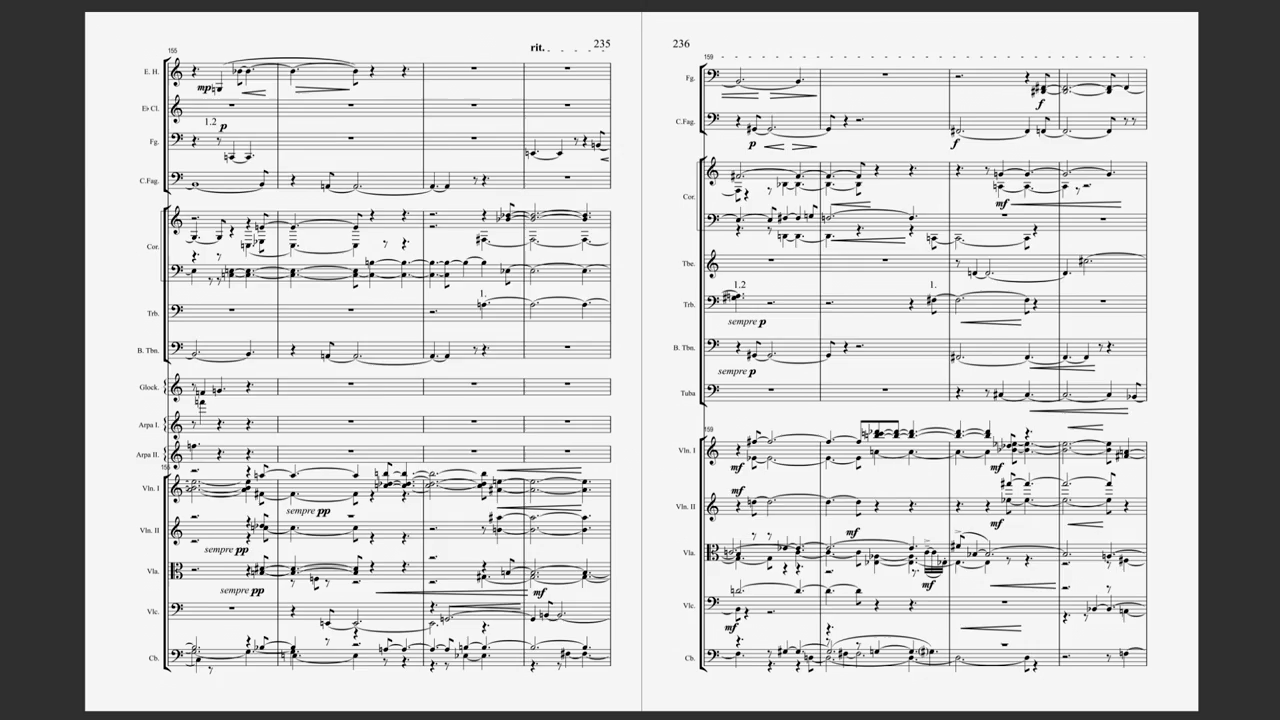 rit. 235
155
E. H.
mp
E♭ Cl.
1.2 p
Fg.
C.Fag.
Cor.
1.
Trb.
B. Tbn.
Glock.
Arpa I.
Arpa II.
155
Vln. I
sempre pp
Vln. II
sempre pp
Vla.
sempre pp mf
Vlc.
Cb.
236
159
Fg.
f
C.Fag.
p f
Cor.
mf
Tbe.
1.2 1.
Trb.
sempre p
B. Tbn.
sempre p
Tuba
159
Vln. I
mf mf
mf
Vln. II
mf mf
Vla.
mf
Vlc.
mf
Cb.